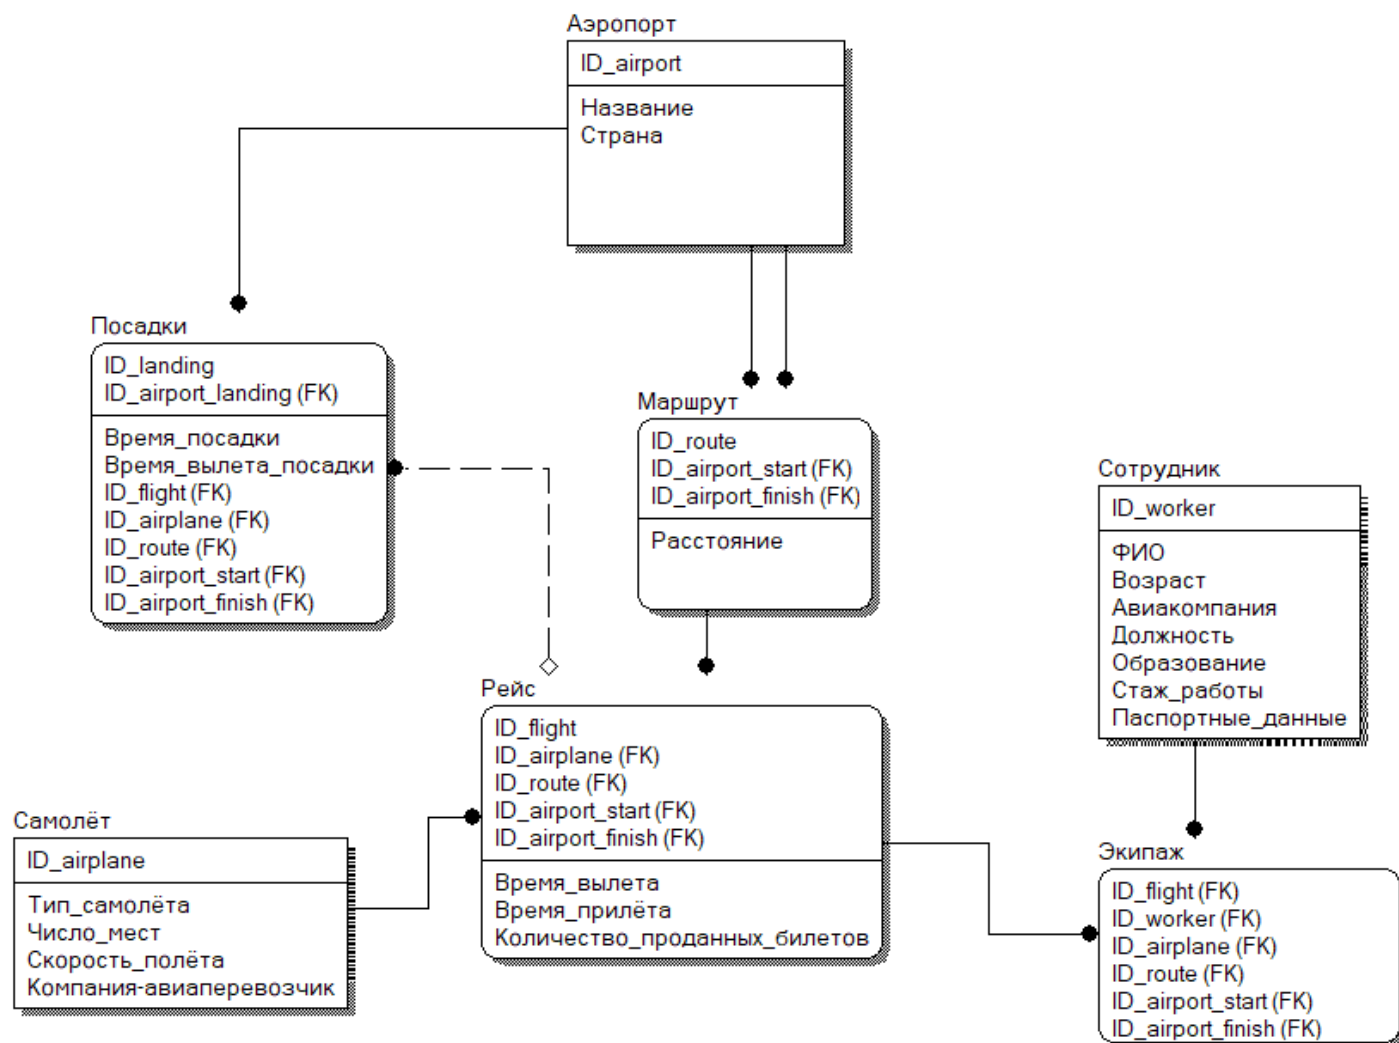 Аэропорт
ID_airport
Название
Страна
Посадки
ID_landing
ID_airport_landing (FK)
Время_посадки
Время_вылета_посадки
ID_flight (FK)
ID_airplane (FK)
ID_route (FK)
ID_airport_start (FK)
ID_airport_finish (FK)
Маршрут
ID_route
ID_airport_start (FK)
ID_airport_finish (FK)
Расстояние
Сотрудник
ID_worker
ФИО
Возраст
Авиакомпания
Должность
Образование
Стаж_работы
Паспортные_данные
Рейс
ID_flight
ID_airplane (FK)
ID_route (FK)
ID_airport_start (FK)
ID_airport_finish (FK)
Время_вылета
Время_прилёта
Количество_проданных_билетов
Самолёт
ID_airplane
Тип_самолёта
Число_мест
Скорость_полёта
Компания-авиаперевозчик
Экипаж
ID_flight (FK)
ID_worker (FK)
ID_airplane (FK)
ID_route (FK)
ID_airport_start (FK)
ID_airport_finish (FK)